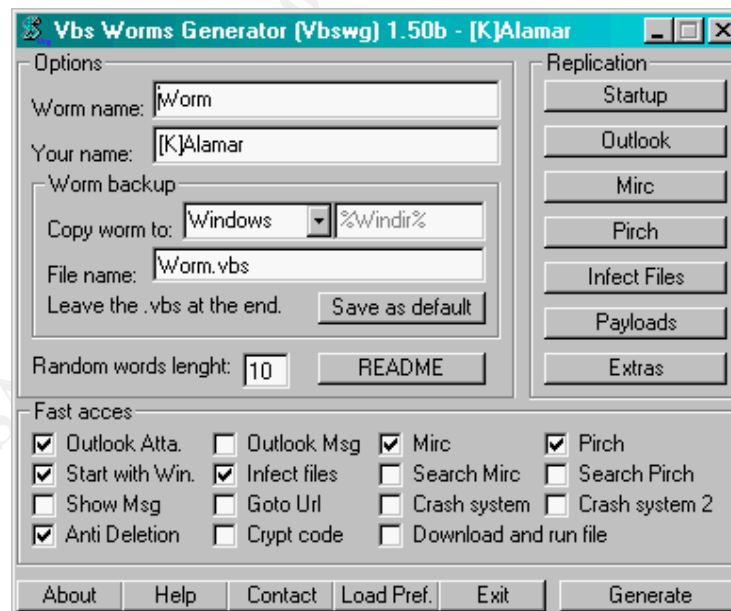 Vbs Worms Generator (Vbswg) 1.50b - [K]Alamar
Options
Worm name: Worm
Your name: [K]Alamar
Worm backup
Copy worm to: Windows %Windir%
File name: Worm.vbs
Leave the .vbs at the end. Save as default
Random words lenght: 10 README
Replication
Startup
Outlook
Mirc
Pirch
Infect Files
Payloads
Extras
Fast acces
Outlook Atta. Outlook Msg Mirc Pirch
Start with Win. Infect files Search Mirc Search Pirch
Show Msg Goto Url Crash system Crash system 2
Anti Deletion Crypt code Download and run file
About Help Contact Load Pref. Exit Generate